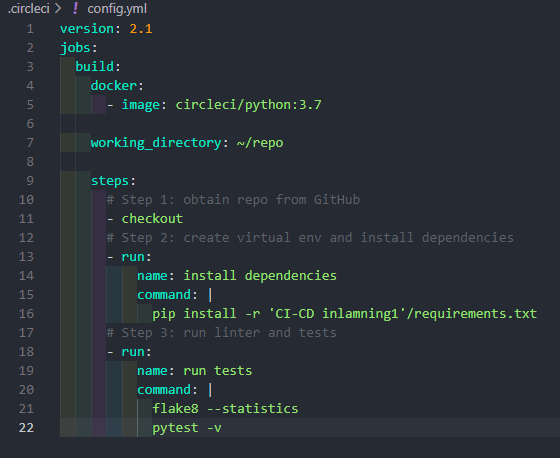 .circleci > ! config.yml
1 version: 2.1
2 jobs:
3   build:
4     docker:
5       - image: circleci/python:3.7
6
7     working_directory: ~/repo
8
9     steps:
10       # Step 1: obtain repo from GitHub
11       - checkout
12       # Step 2: create virtual env and install dependencies
13       - run:
14           name: install dependencies
15           command: |
16             pip install -r 'CI-CD inlamning1'/requirements.txt
17       # Step 3: run linter and tests
18       - run:
19           name: run tests
20           command: |
21             flake8 --statistics
22             pytest -v